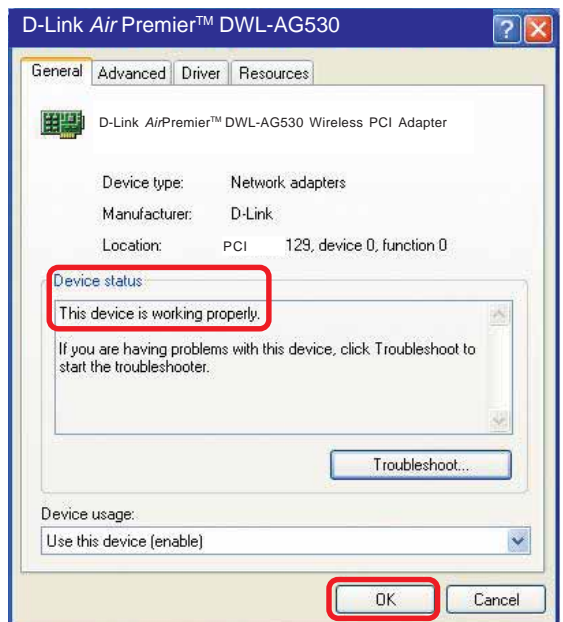 D-Link Air Premier™ DWL-AG530
General Advanced Driver Resources
D-Link AirPremier™ DWL-AG530 Wireless PCI Adapter
Device type: Network adapters
Manufacturer: D-Link
Location: PCI 129, device 0, function 0
Device status
This device is working properly.
If you are having problems with this device, click Troubleshoot to
start the troubleshooter.
Troubleshoot...
Device usage:
Use this device (enable)
OK Cancel